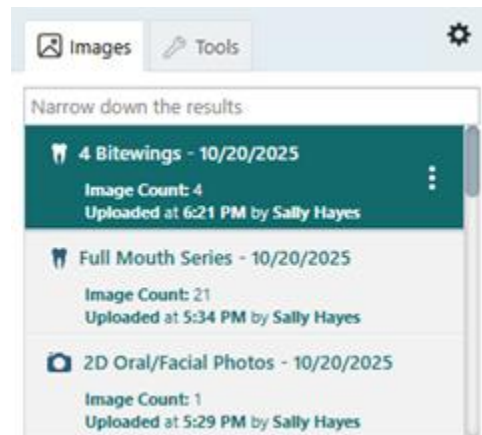 Images Tools
Narrow down the results
4 Bitewings - 10/20/2025
Image Count: 4
Uploaded at 6:21 PM by Sally Hayes
Full Mouth Series - 10/20/2025
Image Count: 21
Uploaded at 5:34 PM by Sally Hayes
2D Oral/Facial Photos - 10/20/2025
Image Count: 1
Uploaded at 5:29 PM by Sally Hayes